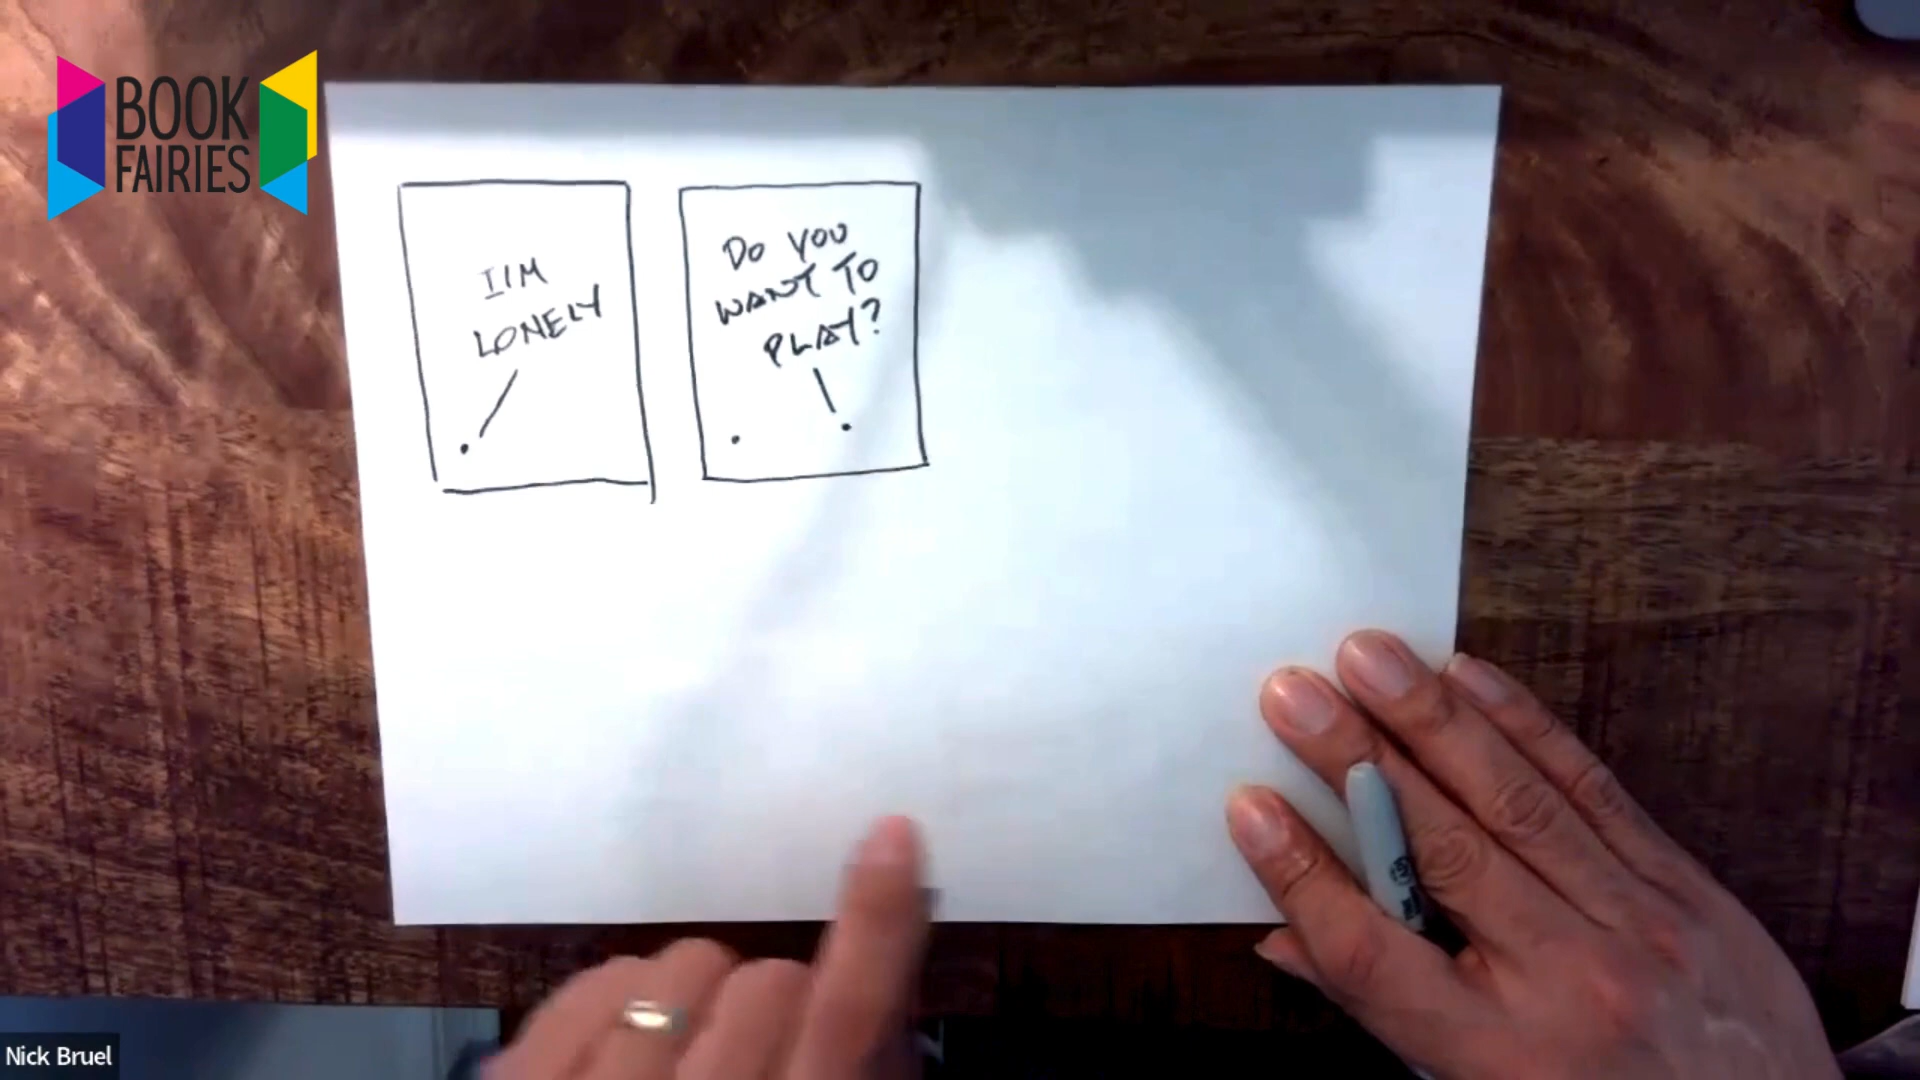 BOOK
FAIRIES
I'M
LONELY
DO YOU
WANT TO
PLAY?
Nick Bruel